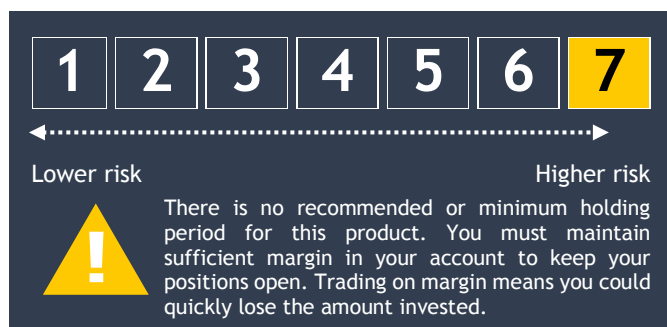 1 2 3 4 5 6 7
Lower risk Higher risk
!
There is no recommended or minimum holding
period for this product. You must maintain
sufficient margin in your account to keep your
positions open. Trading on margin means you could
quickly lose the amount invested.